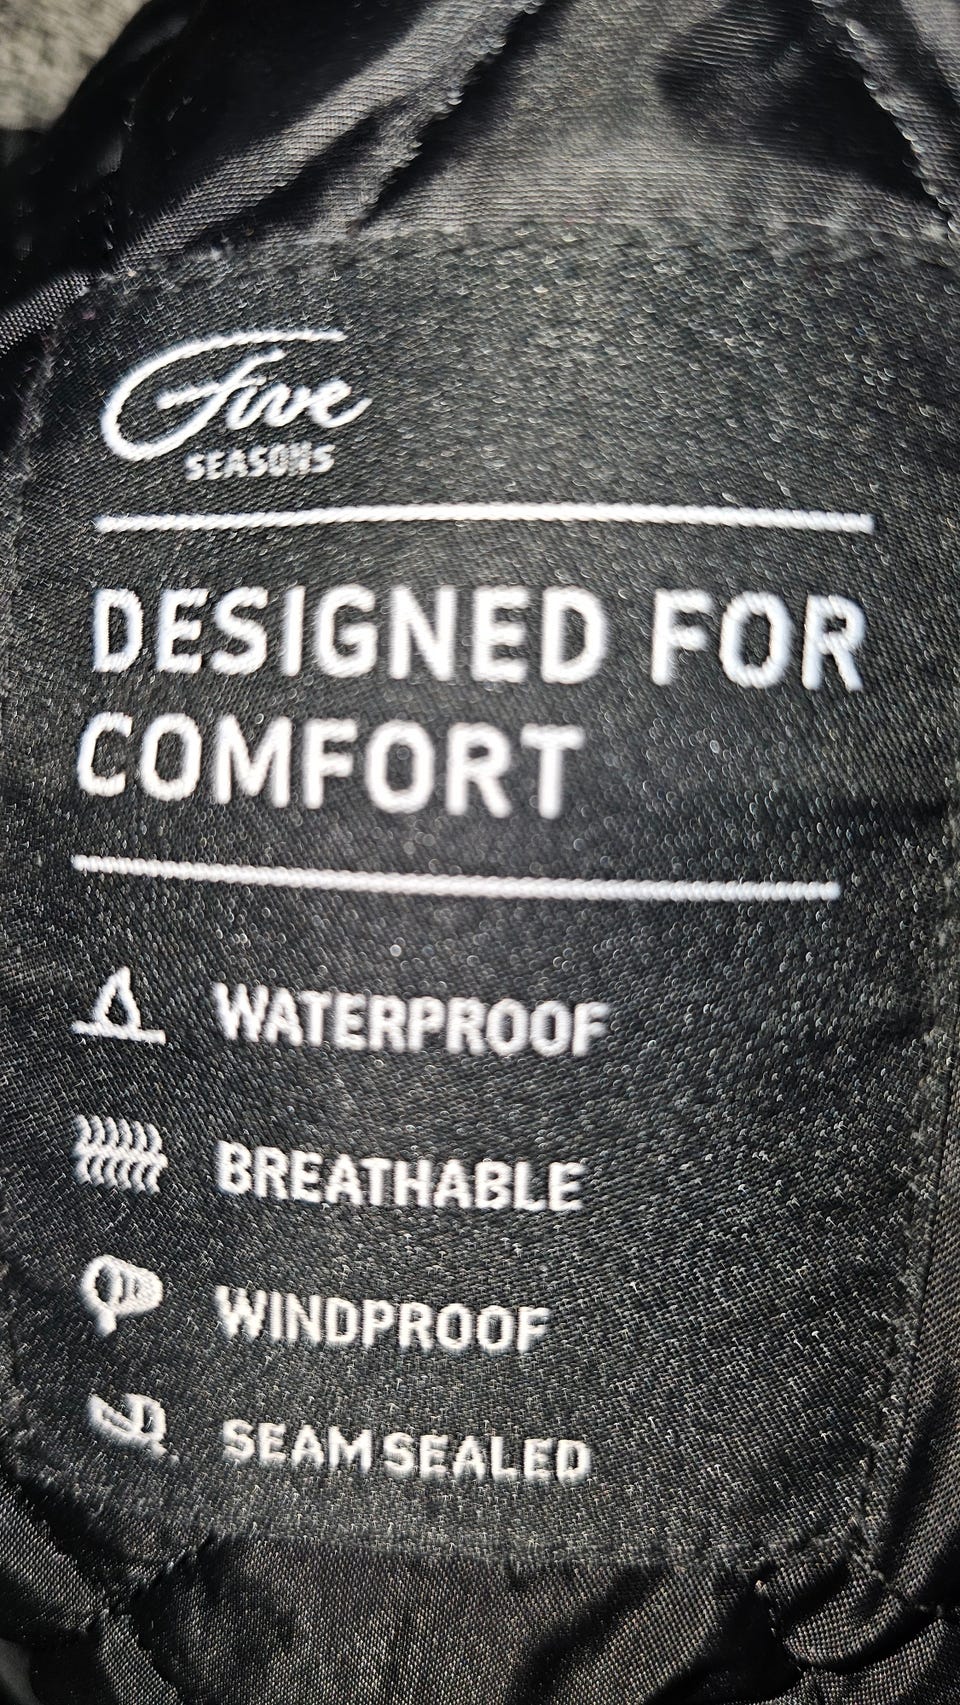 Five
SEASONS
DESIGNED FOR
COMFORT
WATERPROOF
BREATHABLE
WINDPROOF
SEAM SEALED